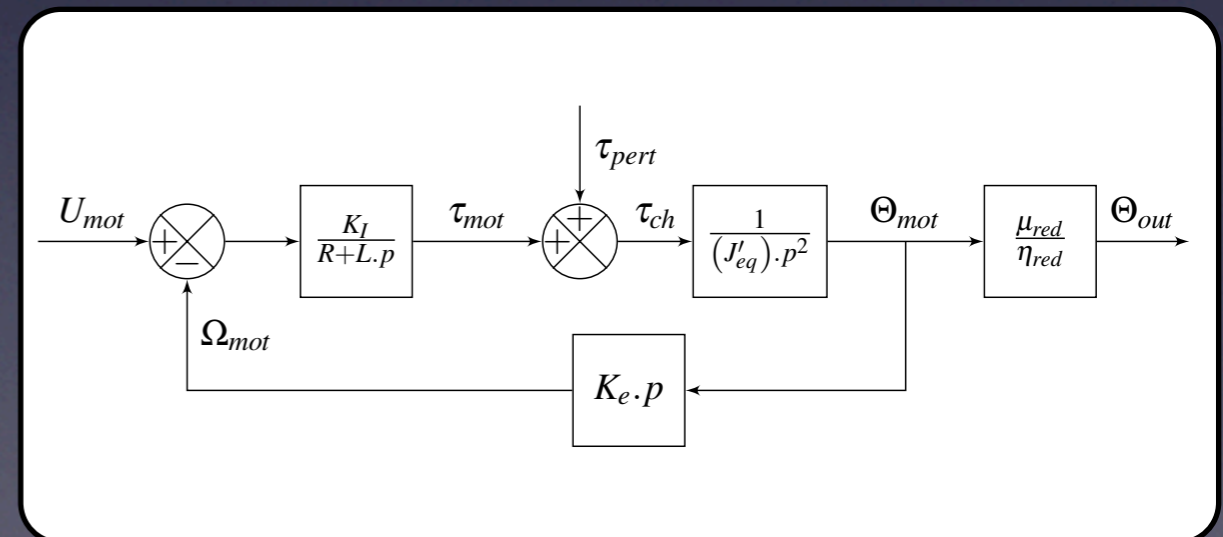 τ_pert
U_mot + − K_I / R+L.p τ_mot + + τ_ch 1 / (J'_eq).p² Θ_mot μ_red / η_red Θ_out
Ω_mot
K_e.p